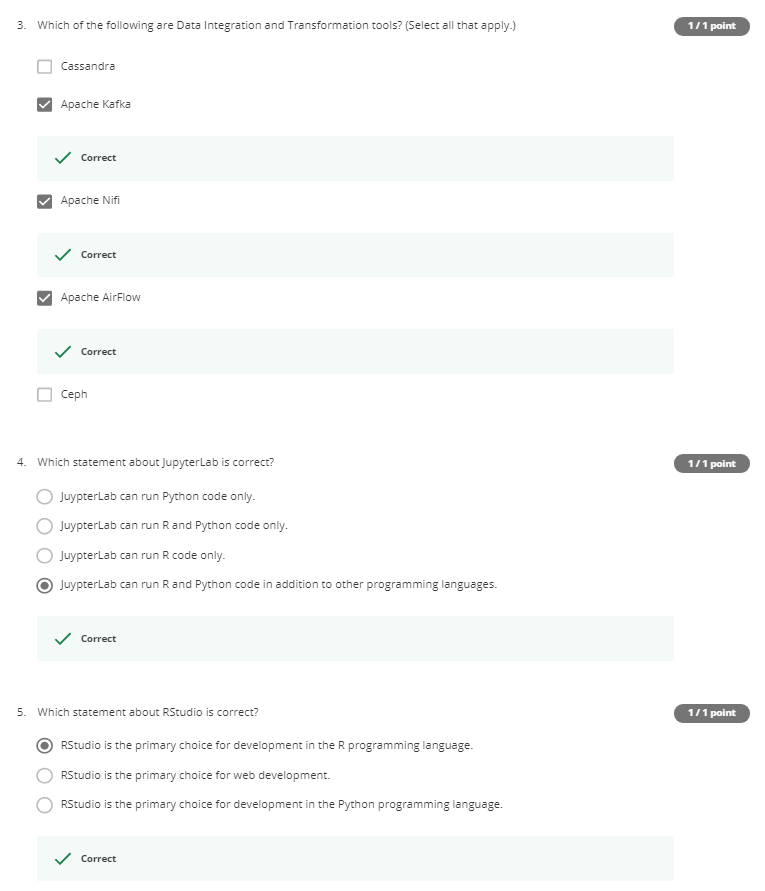 3. Which of the following are Data Integration and Transformation tools? (Select all that apply.)
1 / 1 point
Cassandra
Apache Kafka
Correct
Apache Nifi
Correct
Apache AirFlow
Correct
Ceph
4. Which statement about JupyterLab is correct?
1 / 1 point
JuypterLab can run Python code only.
JuypterLab can run R and Python code only.
JuypterLab can run R code only.
JuypterLab can run R and Python code in addition to other programming languages.
Correct
5. Which statement about RStudio is correct?
1 / 1 point
RStudio is the primary choice for development in the R programming language.
RStudio is the primary choice for web development.
RStudio is the primary choice for development in the Python programming language.
Correct